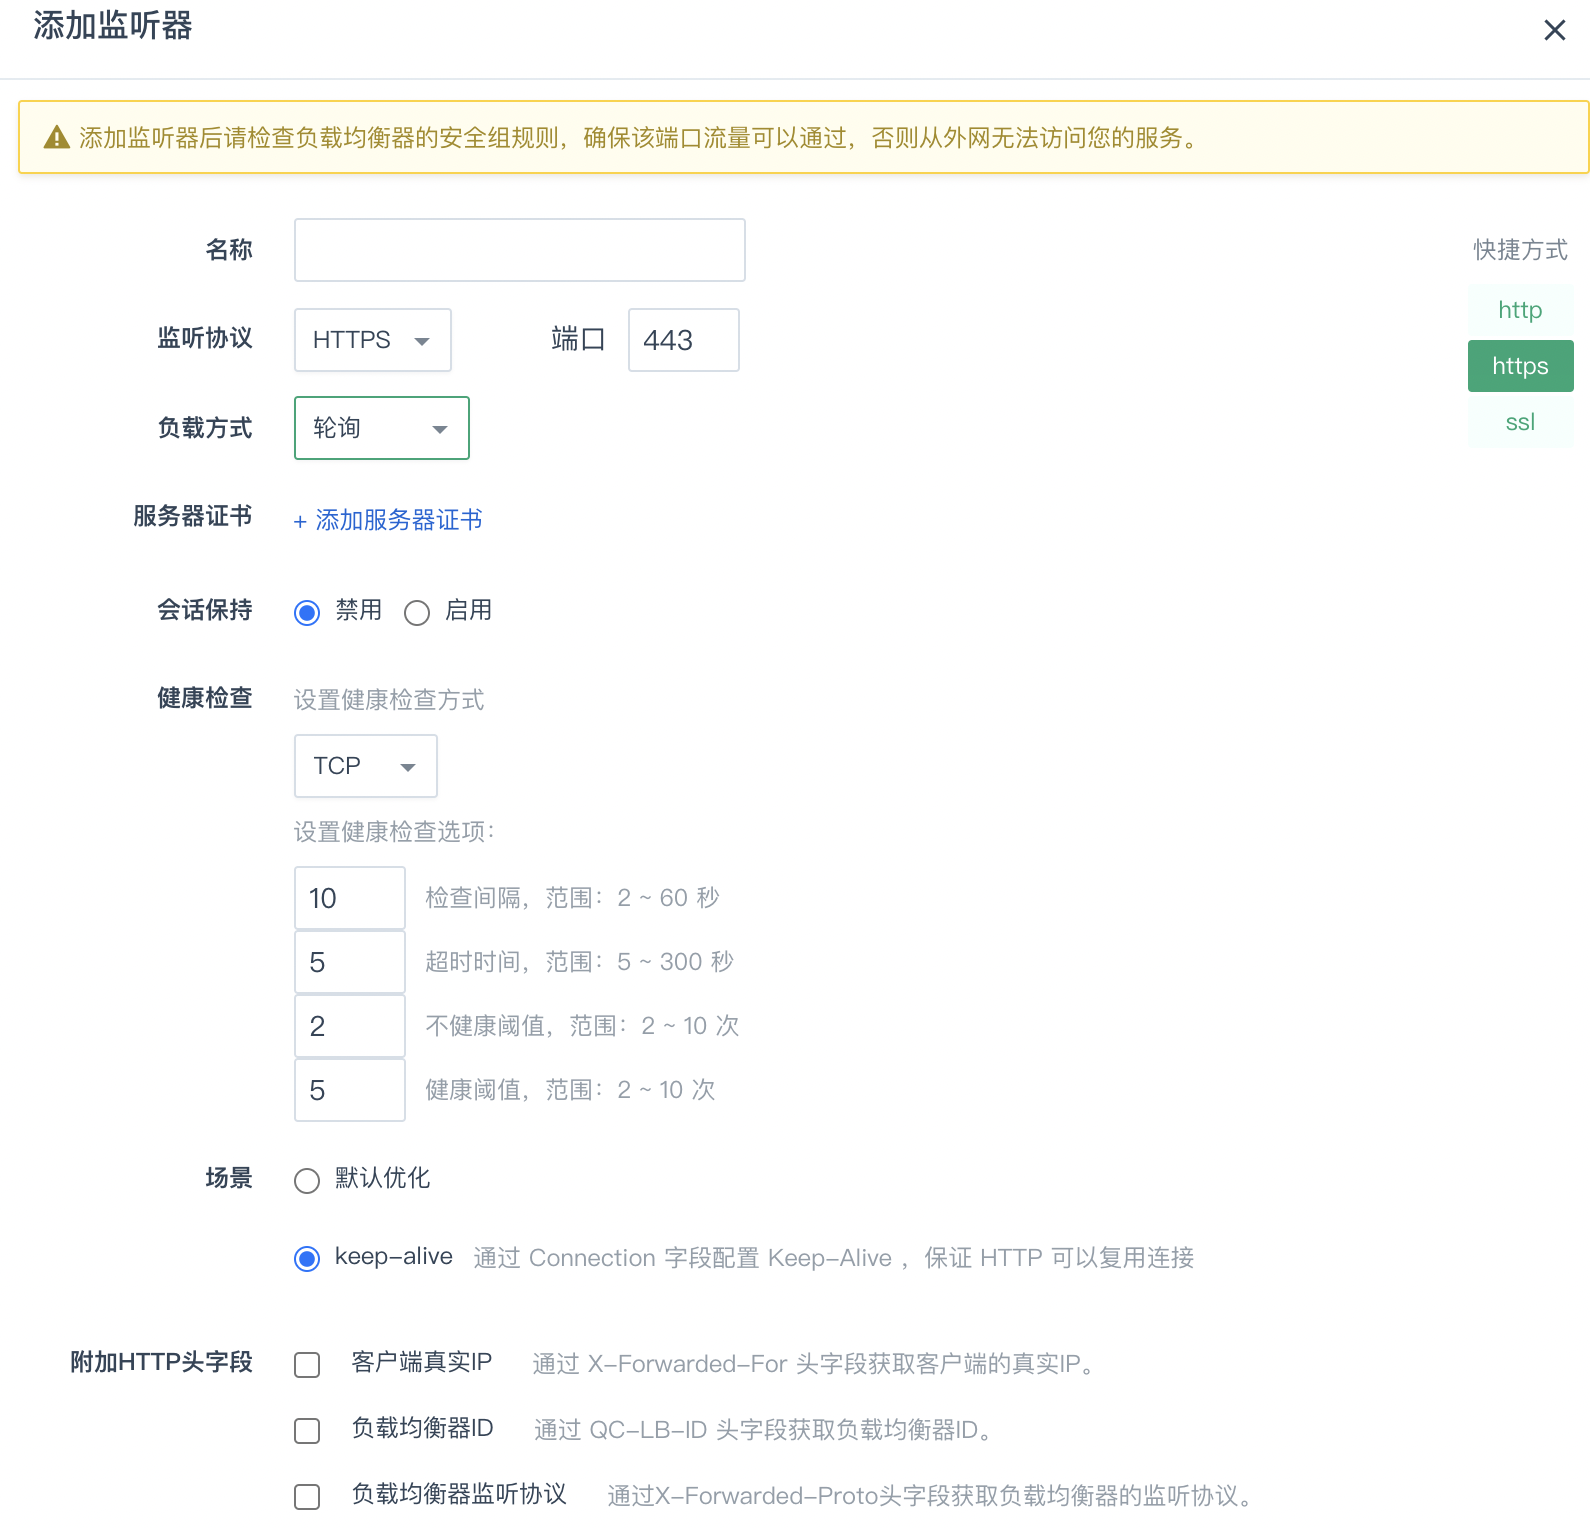 添加监听器
添加监听器后请检查负载均衡器的安全组规则，确保该端口流量可以通过，否则从外网无法访问您的服务。
名称
快捷方式
http
监听协议 HTTPS 端口 443
https
负载方式 轮询
ssl
服务器证书 + 添加服务器证书
会话保持 禁用 启用
健康检查 设置健康检查方式
TCP
设置健康检查选项：
10 检查间隔，范围：2 ~ 60 秒
5 超时时间，范围：5 ~ 300 秒
2 不健康阈值，范围：2 ~ 10 次
5 健康阈值，范围：2 ~ 10 次
场景 默认优化
keep-alive 通过 Connection 字段配置 Keep-Alive ，保证 HTTP 可以复用连接
附加HTTP头字段 客户端真实IP 通过 X-Forwarded-For 头字段获取客户端的真实IP。
负载均衡器ID 通过 QC-LB-ID 头字段获取负载均衡器ID。
负载均衡器监听协议 通过X-Forwarded-Proto头字段获取负载均衡器的监听协议。